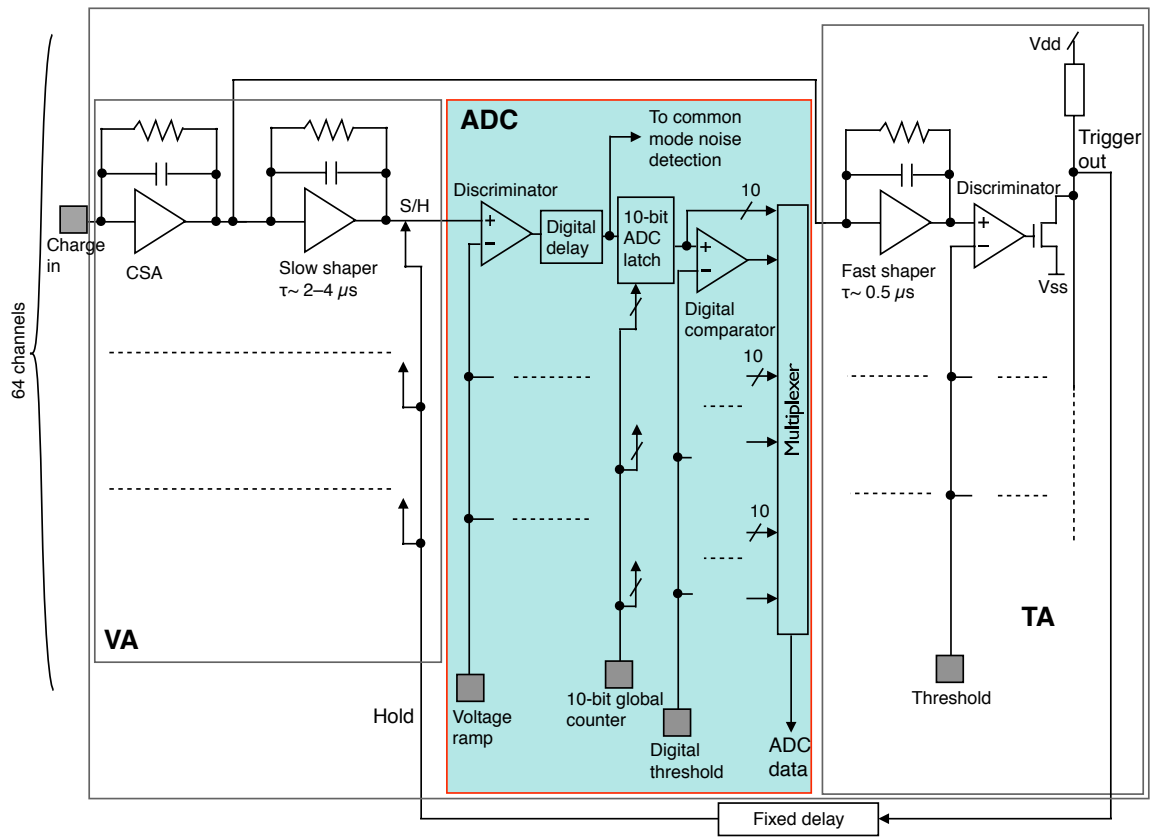 ADC
Vdd
To common
mode noise
detection
Trigger
out
Discriminator
10
Discriminator
S/H
+
−
Digital
delay
10-bit
ADC
latch
+
−
+
−
Charge
in
CSA
Slow shaper
τ~ 2–4 µs
Fast shaper
τ~ 0.5 µs
Vss
Digital
comparator
64 channels
10
Multiplexer
10
VA
TA
Hold
Voltage
ramp
10-bit global
counter
Digital
threshold
ADC
data
Threshold
Fixed delay